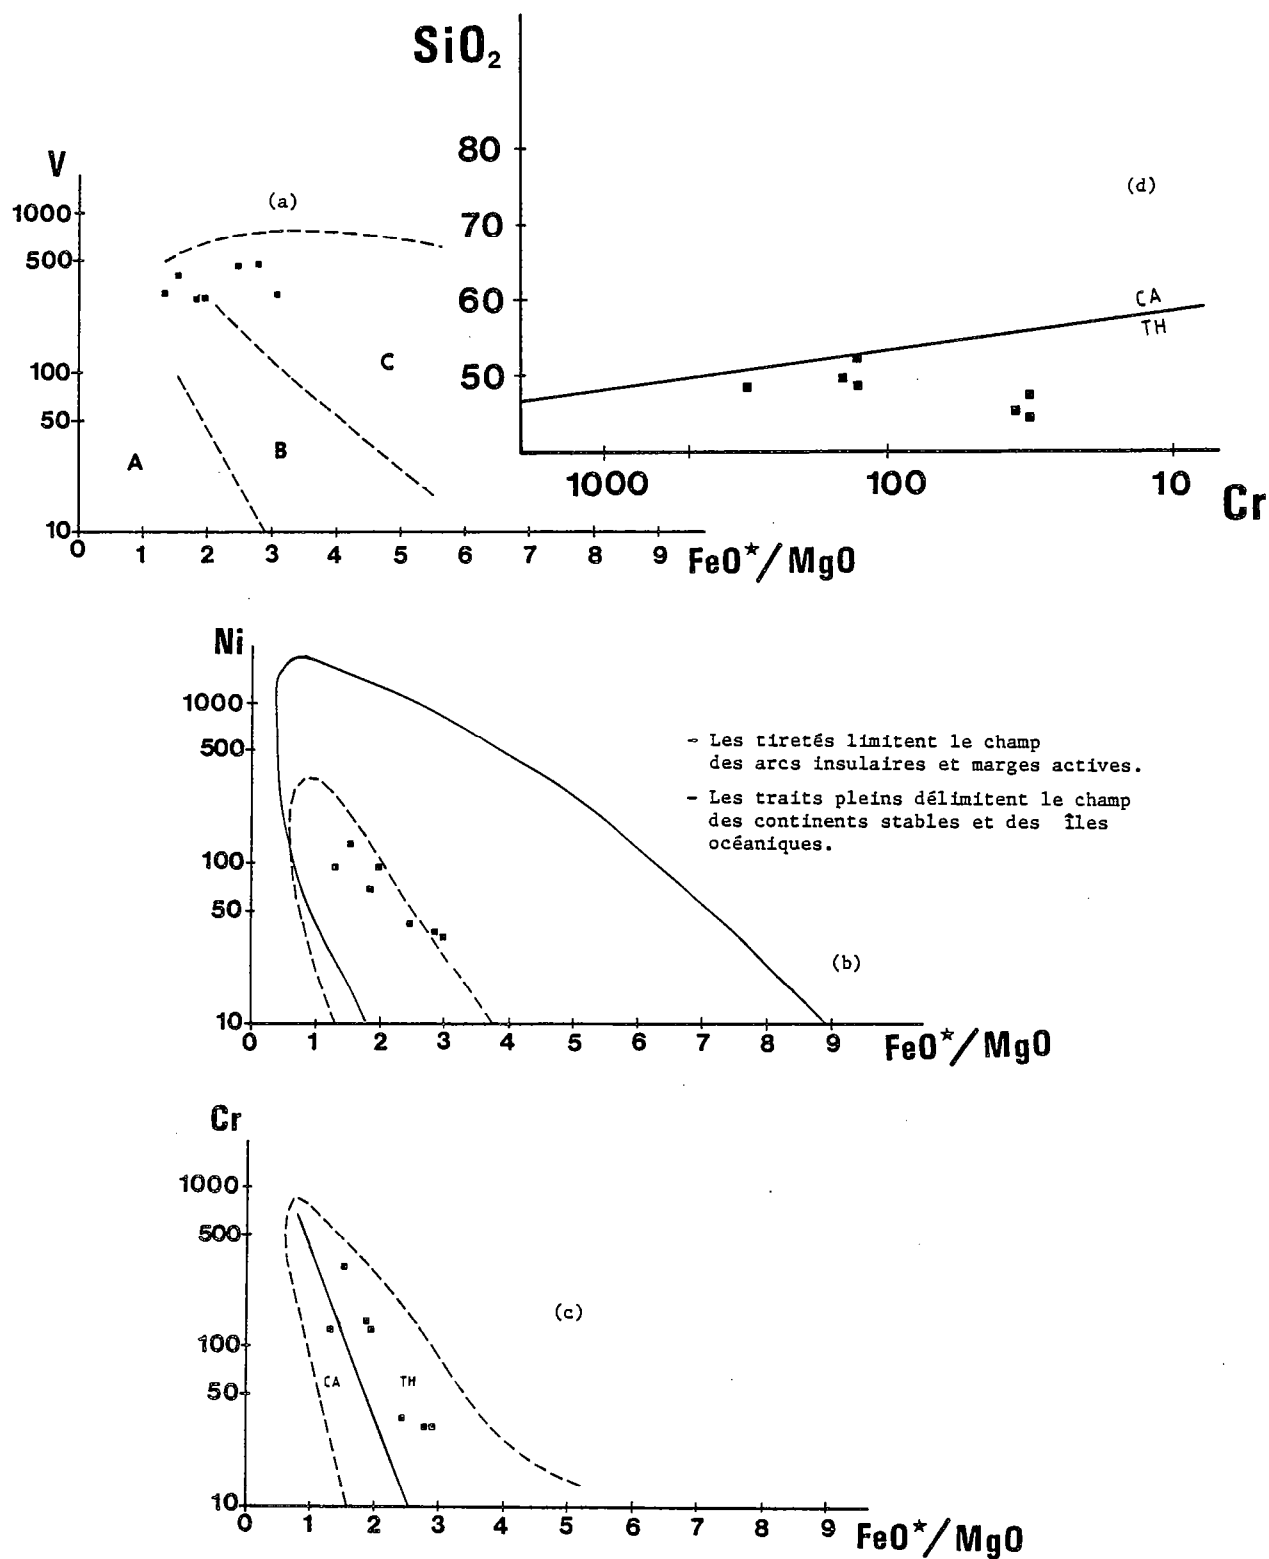 SiO2
80
70
60
50
1000
100
10
Cr
(d)
CA
TH
V
(a)
1000
500
100
50
10
A
B
C
0 1 2 3 4 5 6 7 8 9 FeO*/MgO
Ni
1000
500
100
50
10
(b)
0 1 2 3 4 5 6 7 8 9 FeO*/MgO
- Les tiretés limitent le champ
des arcs insulaires et marges actives.
- Les traits pleins délimitent le champ
des continents stables et des îles
océaniques.
Cr
1000
500
100
50
10
(c)
CA
TH
0 1 2 3 4 5 6 7 8 9 FeO*/MgO